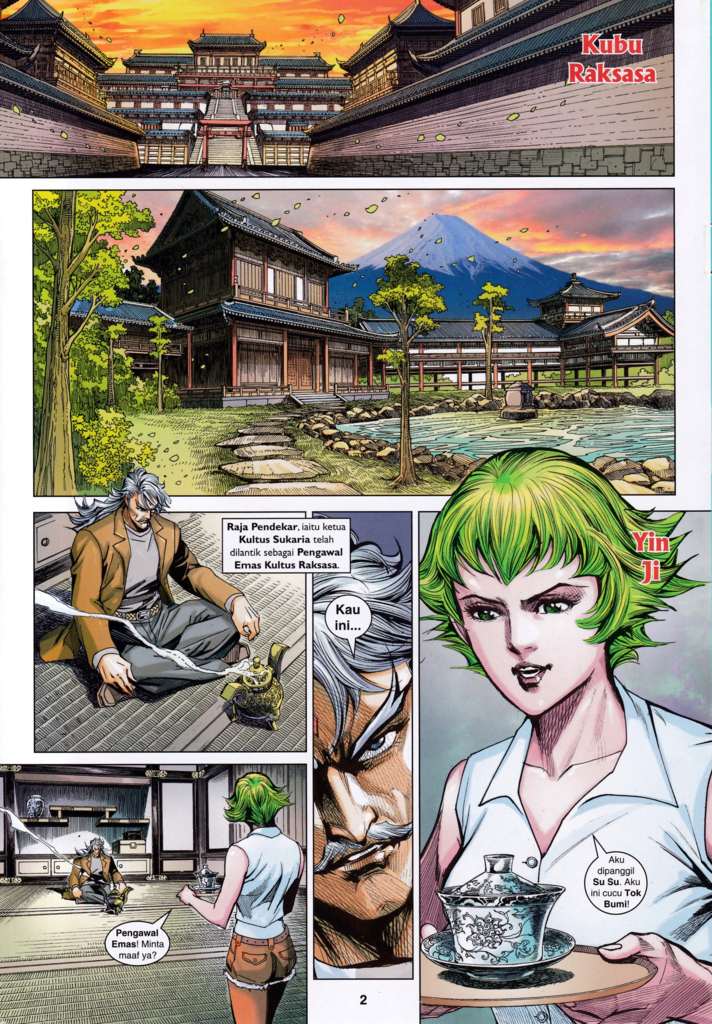 Kubu
Raksasa
Raja Pendekar, iaitu ketua
Kultus Sukaria telah
dilantik sebagai Pengawal
Emas Kultus Raksasa.
Kau
ini...
Yin
Ji
Aku
dipanggil
Su Su. Aku
ini cucu Tok
Bumi!
Pengawal
Emas! Minta
maaf ya?
2